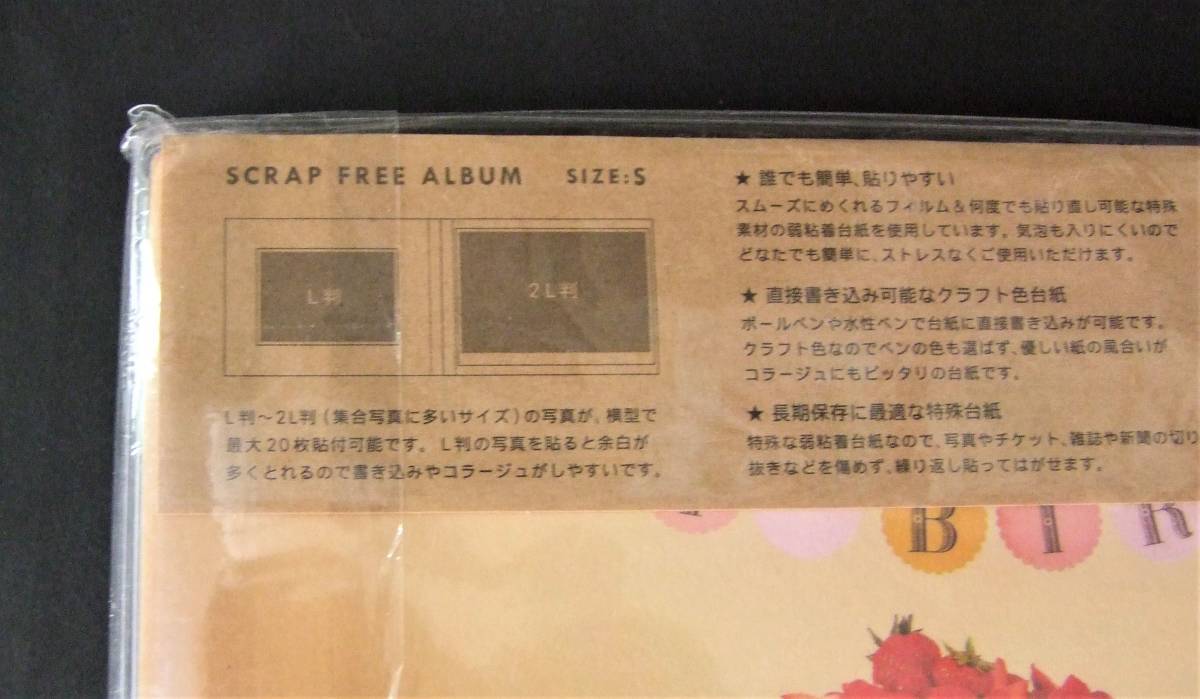 SCRAP FREE ALBUM SIZE:S
L判
2L判
L判～2L判(集合写真に多いサイズ)の写真が、横型で
最大20枚貼付可能です。L判の写真を貼ると余白が
多くとれるので書き込みやコラージュがしやすいです。
★ 誰でも簡単、貼りやすい
スムーズにめくれるフィルム＆何度でも貼り直し可能な特殊
素材の弱粘着台紙を使用しています。気泡も入りにくいので
どなたでも簡単に、ストレスなくご使用いただけます。
★ 直接書き込み可能なクラフト色台紙
ボールペンや水性ペンで台紙に直接書き込みが可能です。
クラフト色なのでペンの色も選ばず、優しい紙の風合いが
コラージュにもピッタリの台紙です。
★ 長期保存に最適な特殊台紙
特殊な弱粘着台紙なので、写真やチケット、雑誌や新聞の切り
抜きなどを傷めず、繰り返し貼ってはがせます。
B I R